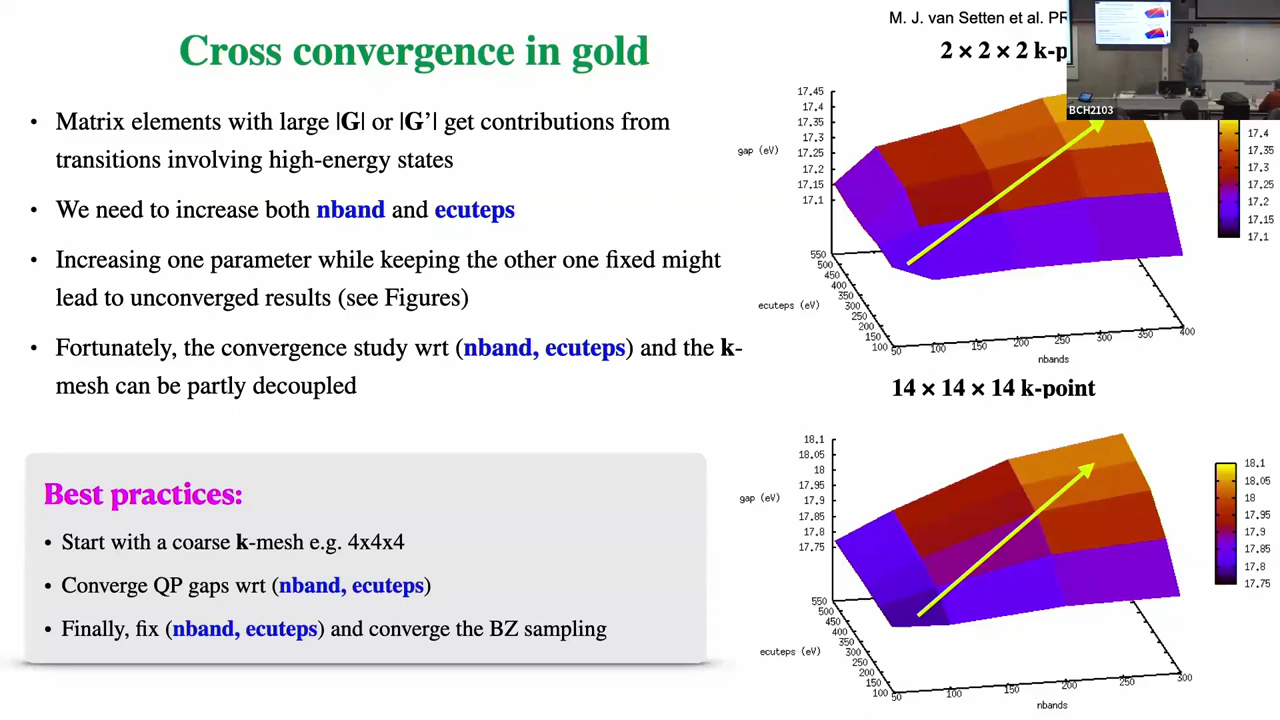 M. J. van Setten et al. PR
Cross convergence in gold
• Matrix elements with large |G| or |G’| get contributions from
transitions involving high-energy states
• We need to increase both nband and ecuteps
• Increasing one parameter while keeping the other one fixed might
lead to unconverged results (see Figures)
• Fortunately, the convergence study wrt (nband, ecuteps) and the k-
mesh can be partly decoupled
Best practices:
• Start with a coarse k-mesh e.g. 4x4x4
• Converge QP gaps wrt (nband, ecuteps)
• Finally, fix (nband, ecuteps) and converge the BZ sampling
2 × 2 × 2 k-p
BCH2103
17.45
17.4
17.35
17.3
17.25
17.2
17.15
17.1
gap (eV)
550
500
450
400
350
300
250
200
150
100
ecuteps (eV)
50
100
150
200
250
300
350
400
nbands
17.4
17.35
17.3
17.25
17.2
17.15
17.1
14 × 14 × 14 k-point
18.1
18.05
18
17.95
17.9
17.85
17.8
17.75
gap (eV)
550
500
450
400
350
300
250
200
150
100
ecuteps (eV)
50
100
150
200
250
300
nbands
18.1
18.05
18
17.95
17.9
17.85
17.8
17.75